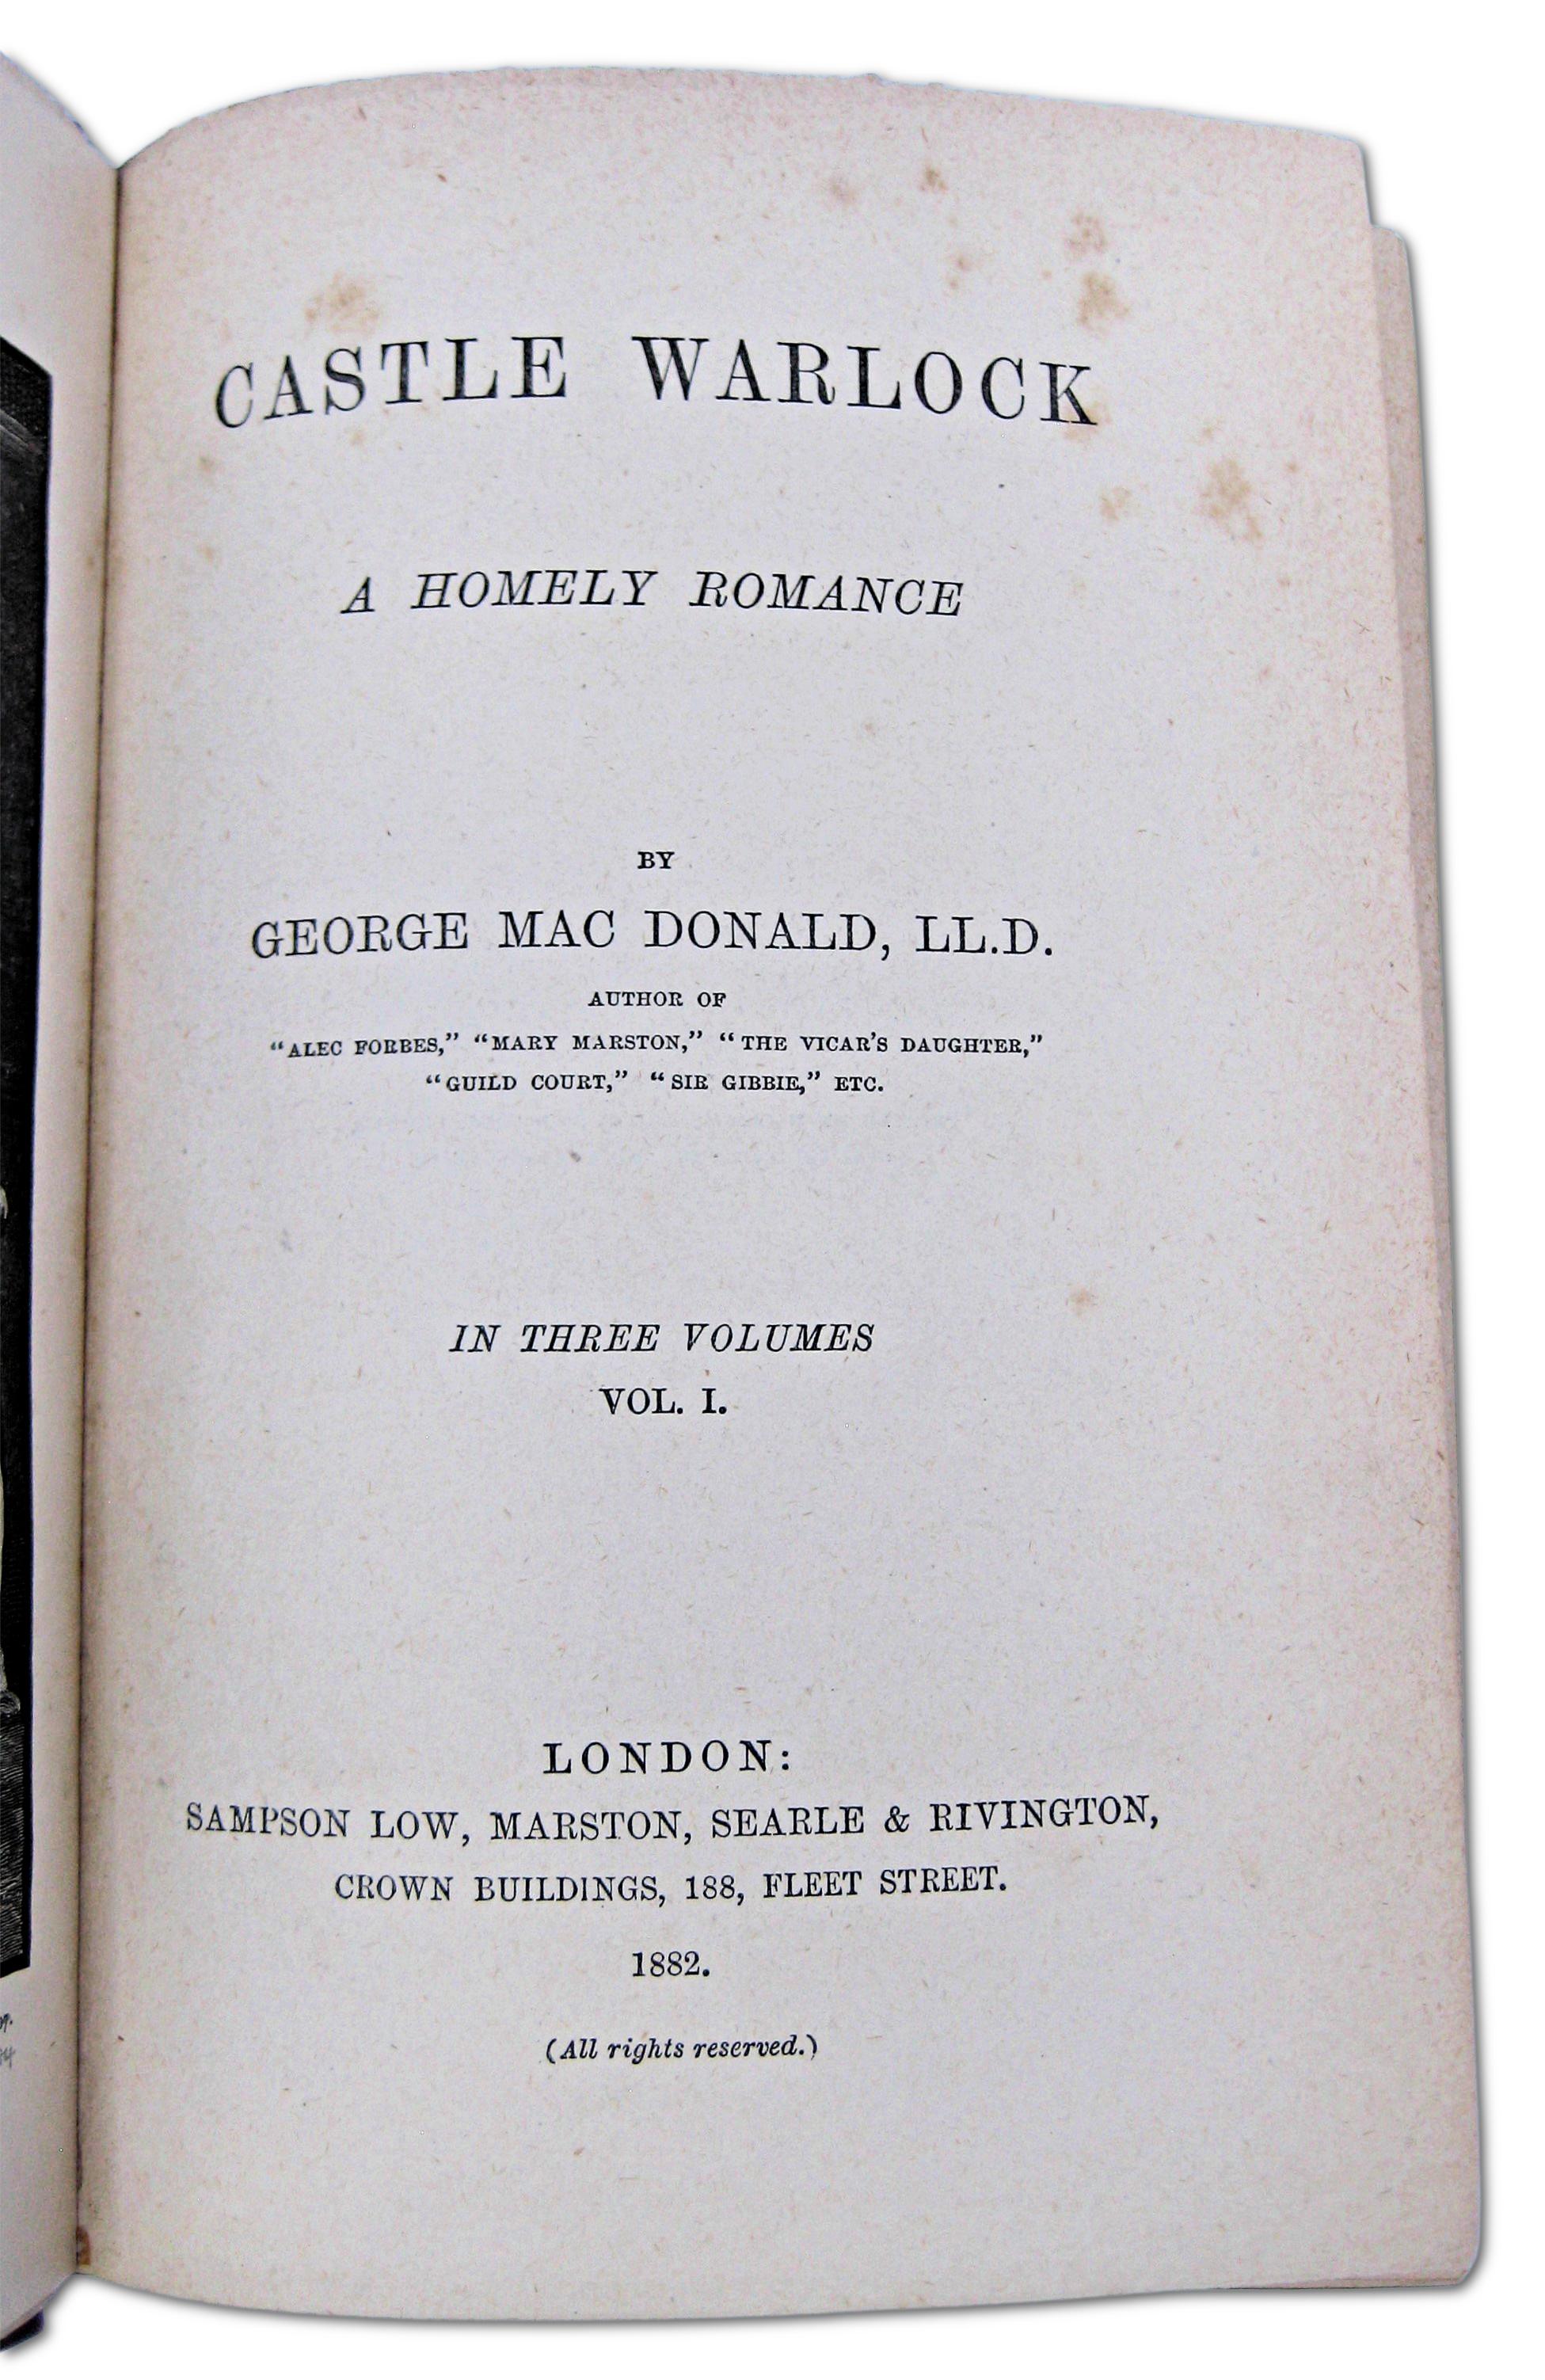 CASTLE WARLOCK
A HOMELY ROMANCE
BY
GEORGE MAC DONALD, LL.D.
AUTHOR OF
"ALEC FORBES," "MARY MARSTON," "THE VICAR'S DAUGHTER,"
"GUILD COURT," "SIR GIBBIE," ETC.
IN THREE VOLUMES
VOL. I.
LONDON:
SAMPSON LOW, MARSTON, SEARLE & RIVINGTON,
CROWN BUILDINGS, 188, FLEET STREET.
1882.
(All rights reserved.)